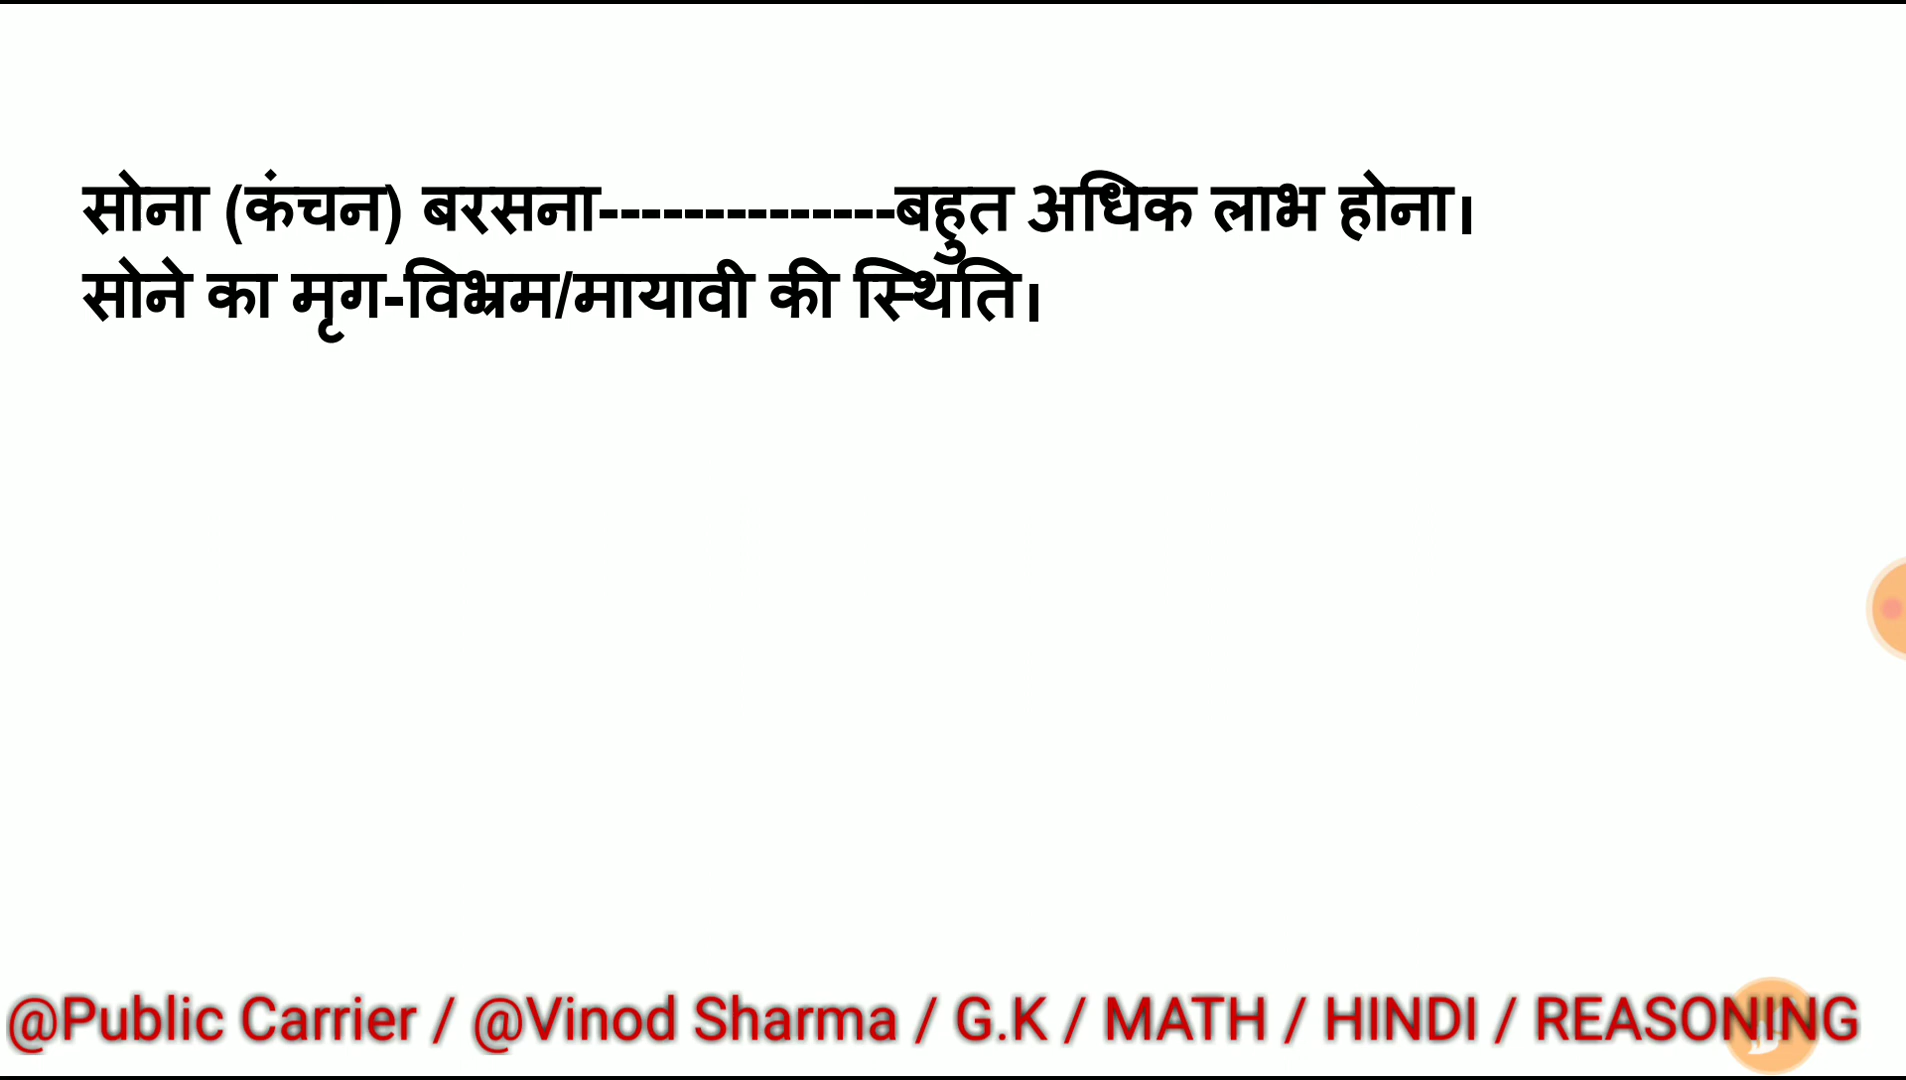 सोना (कंचन) बरसना--------------बहुत अधिक लाभ होना।
सोने का मृग-विभ्रम/मायावी की स्थिति।
@Public Carrier / @Vinod Sharma / G.K / MATH / HINDI / REASONING